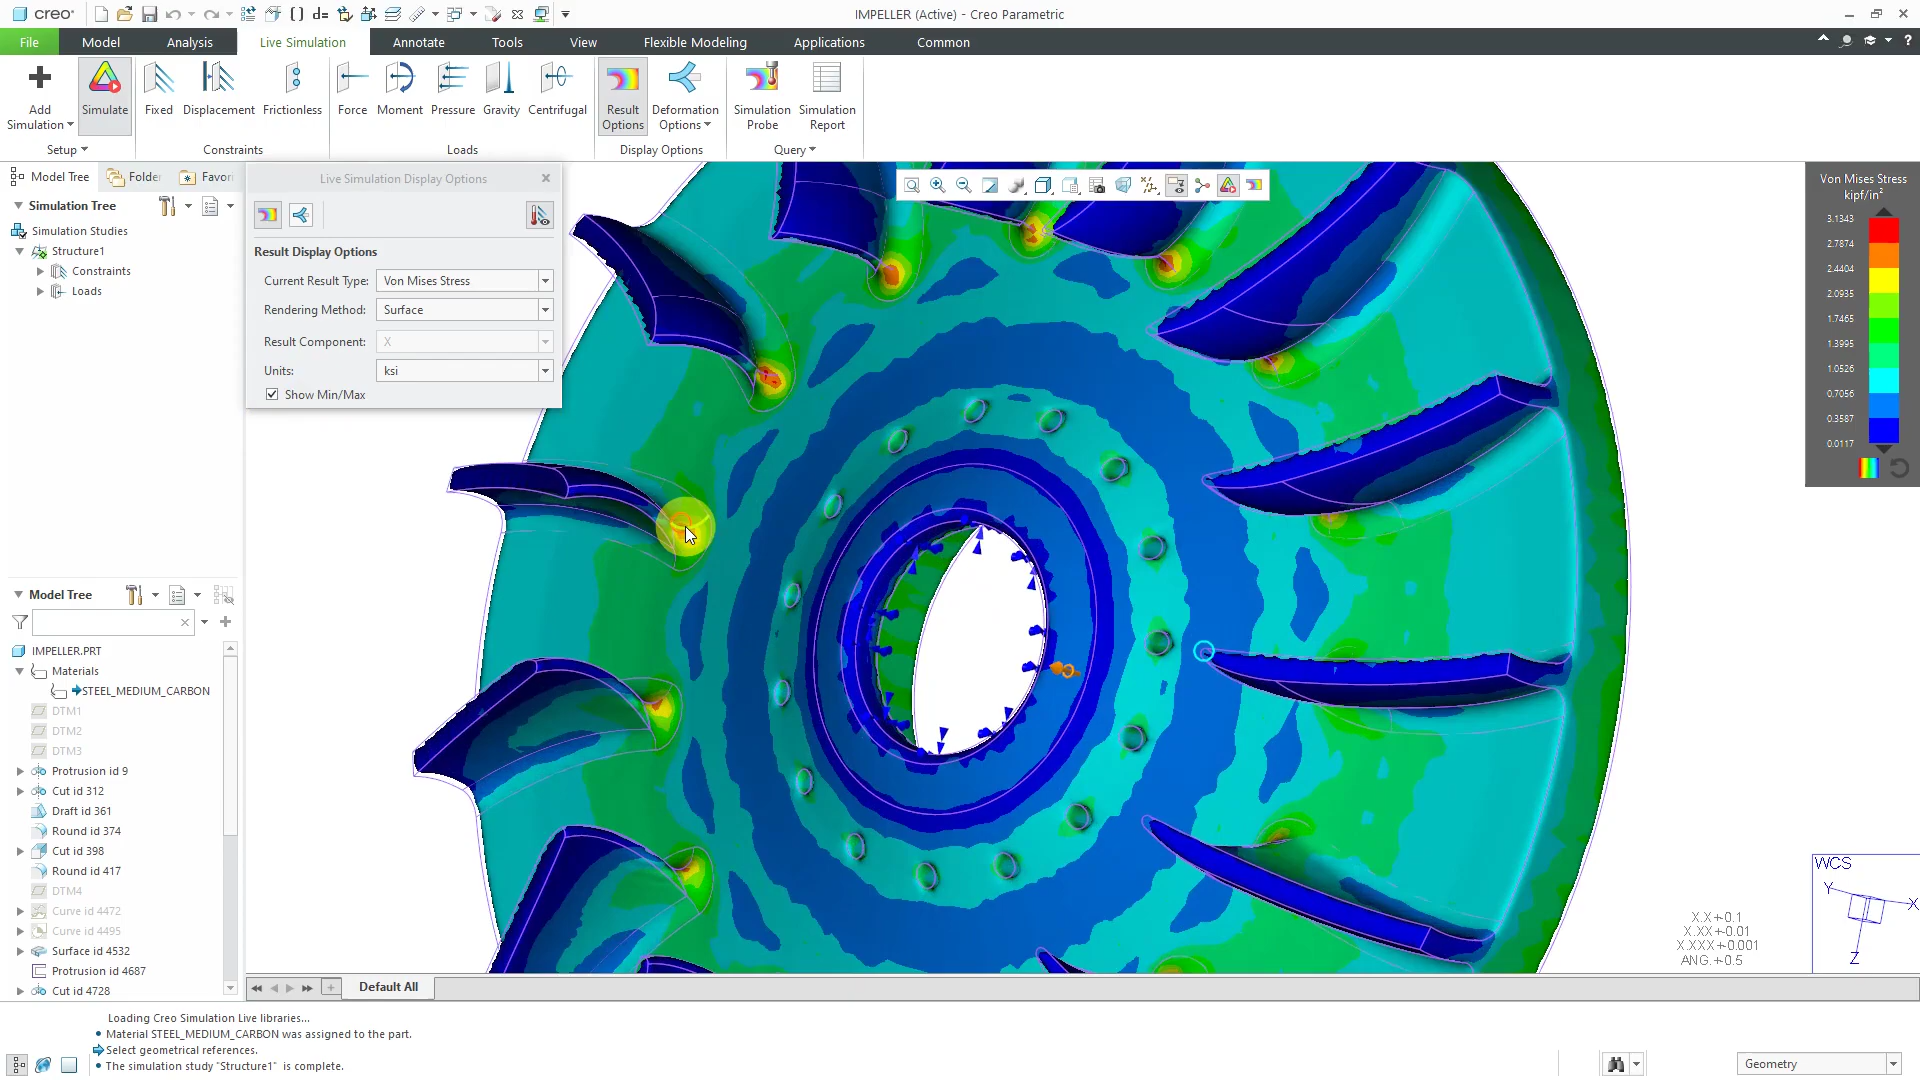 creo
IMPELLER (Active) - Creo Parametric
File Model Analysis Live Simulation Annotate Tools View Flexible Modeling Applications Common
Add Simulation
Simulate
Fixed
Displacement
Frictionless
Force
Moment
Pressure
Gravity
Centrifugal
Result Options
Deformation Options
Simulation Probe
Simulation Report
Setup Constraints Loads Display Options Query
Model Tree Folder Favori
Simulation Tree
Simulation Studies
Structure1
Constraints
Loads
Live Simulation Display Options
Result Display Options
Current Result Type: Von Mises Stress
Rendering Method: Surface
Result Component: X
Units: ksi
Show Min/Max
Von Mises Stress
kipf/in²
3.1343
2.7874
2.4404
2.0935
1.7465
1.3995
1.0526
0.7056
0.3587
0.0117
Model Tree
IMPELLER.PRT
Materials
STEEL_MEDIUM_CARBON
DTM1
DTM2
DTM3
Protrusion id 9
Cut id 312
Draft id 361
Round id 374
Cut id 398
Round id 417
DTM4
Curve id 4472
Curve id 4495
Surface id 4532
Protrusion id 4687
Cut id 4728
WCS
Y
X
Z
X.X+-0.1
X.XX+-0.01
X.XXX+-0.001
ANG.+-0.5
Default All
Loading Creo Simulation Live libraries...
• Material STEEL_MEDIUM_CARBON was assigned to the part.
Select geometrical references.
• The simulation study "Structure1" is complete.
Geometry